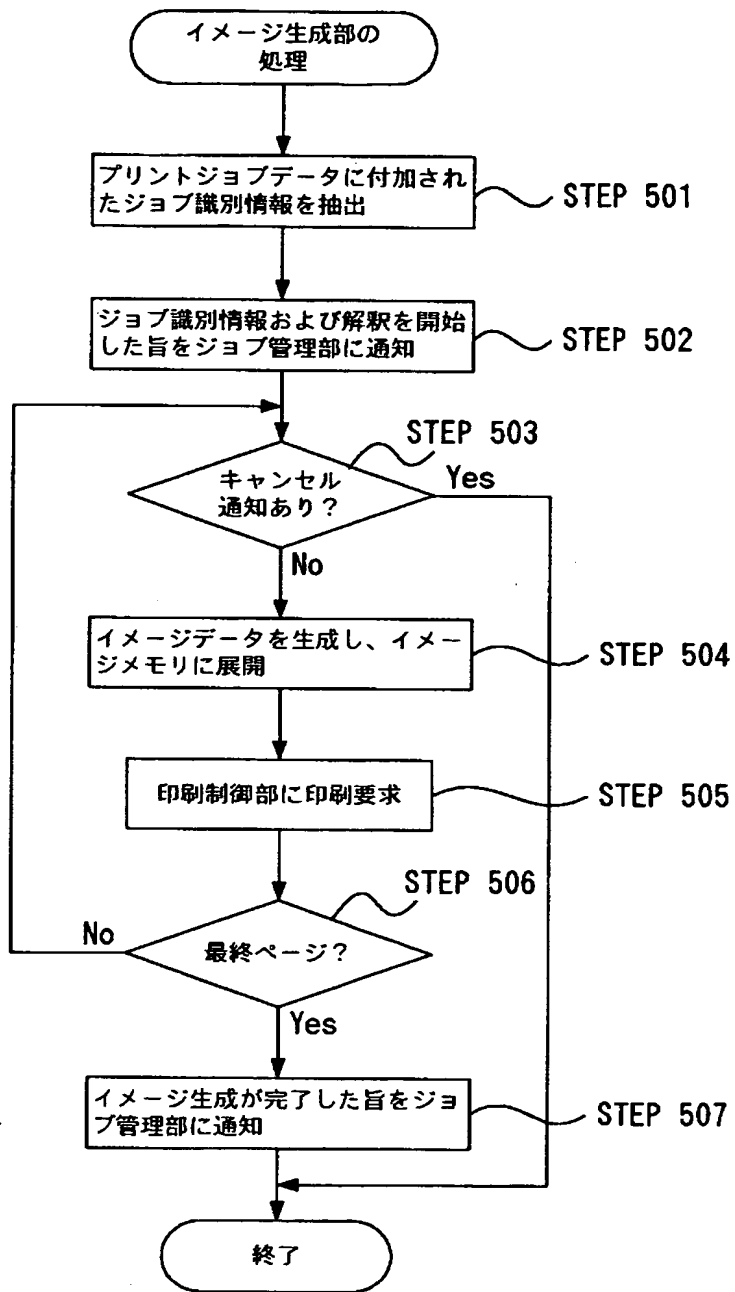 イメージ生成部の
処理
プリントジョブデータに付加され
たジョブ識別情報を抽出
STEP 501
ジョブ識別情報および解釈を開始
した旨をジョブ管理部に通知
STEP 502
STEP 503
キャンセル
通知あり？
Yes
No
イメージデータを生成し、イメー
ジメモリに展開
STEP 504
印刷制御部に印刷要求
STEP 505
STEP 506
No
最終ページ？
Yes
イメージ生成が完了した旨をジョ
ブ管理部に通知
STEP 507
終了